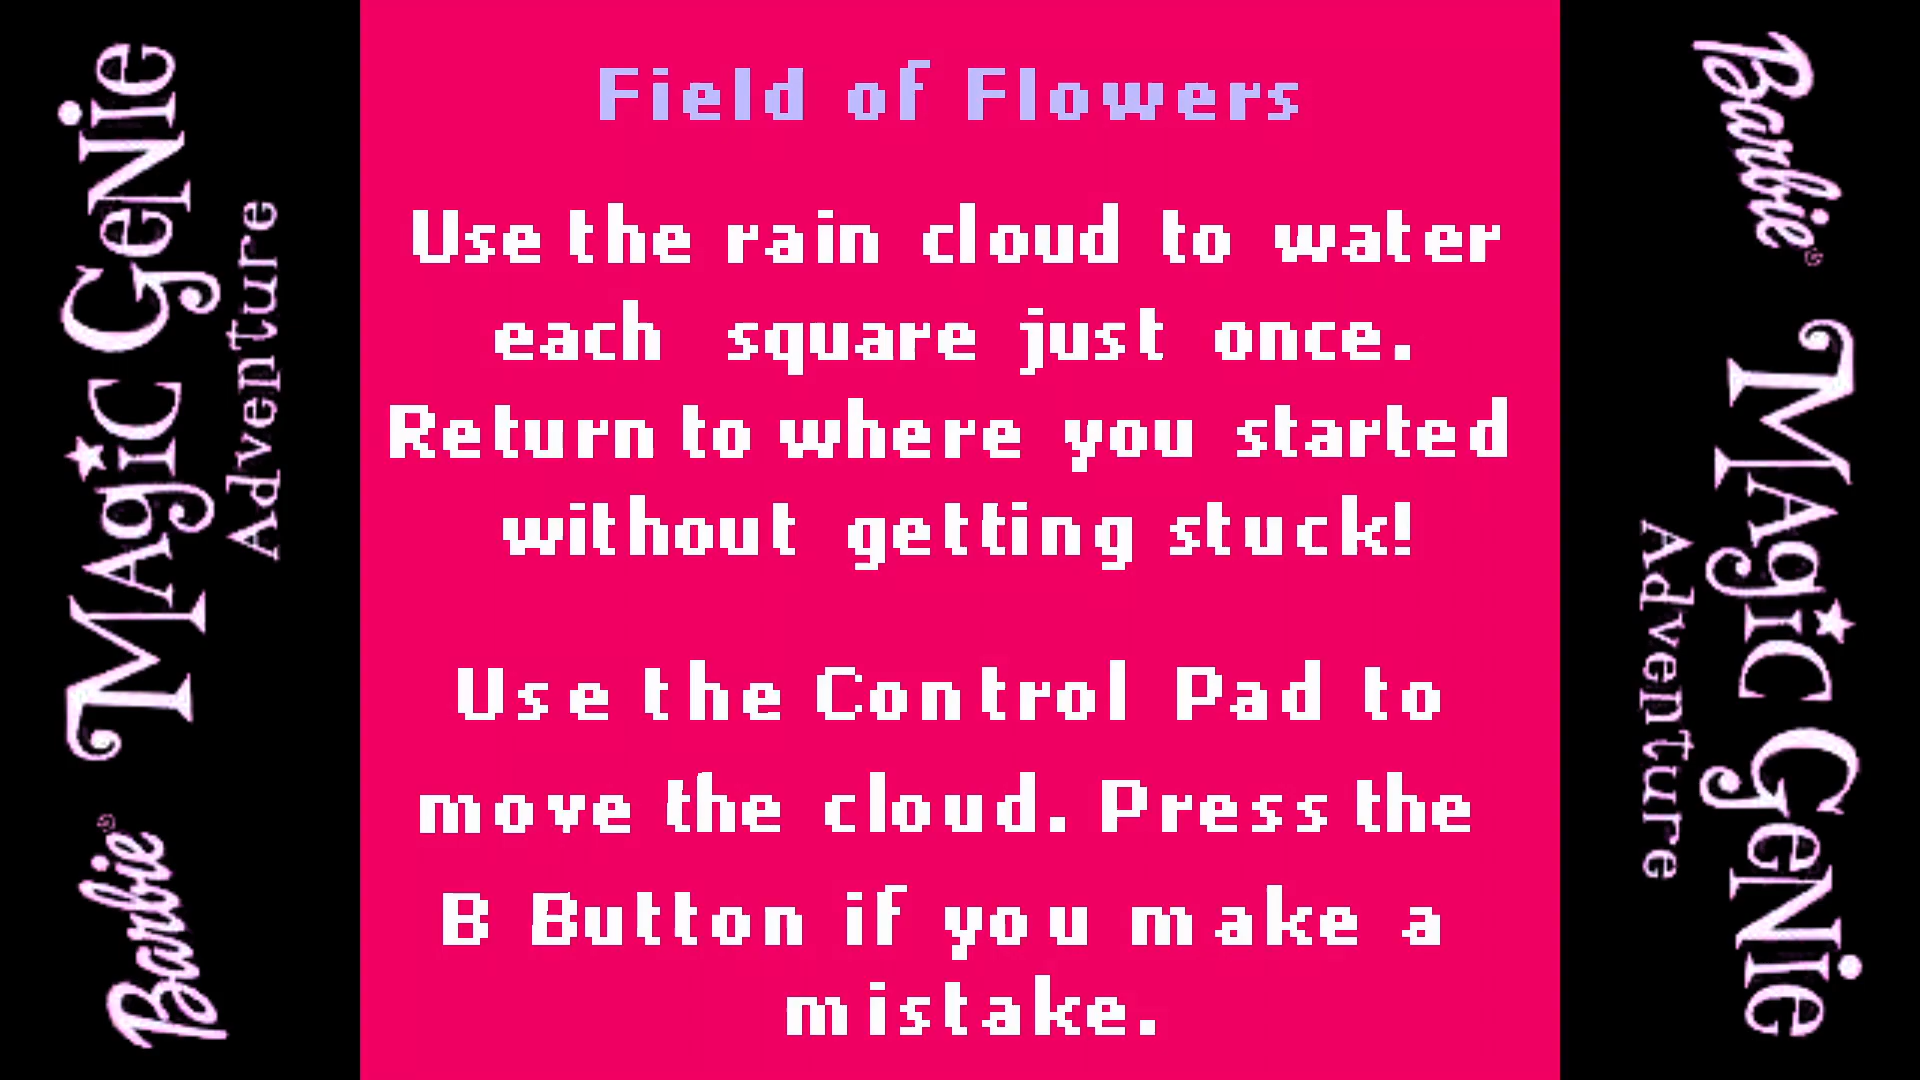 Barbie® Magic Genie
Adventure
Field of Flowers
Use the rain cloud to water
each square just once.
Return to where you started
without getting stuck!
Use the Control Pad to
move the cloud. Press the
B Button if you make a
mistake.
Barbie® Magic Genie
Adventure